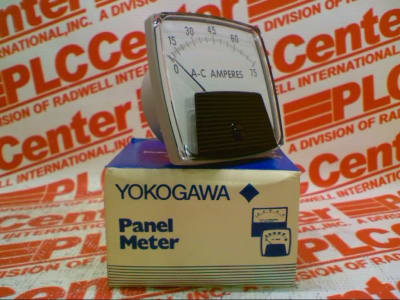 PLCCenter
A DIVISION OF RADWELL INTERNATIONAL, INC.
15 30 45 60
0 75
A-C AMPERES
YOKOGAWA
Panel
Meter